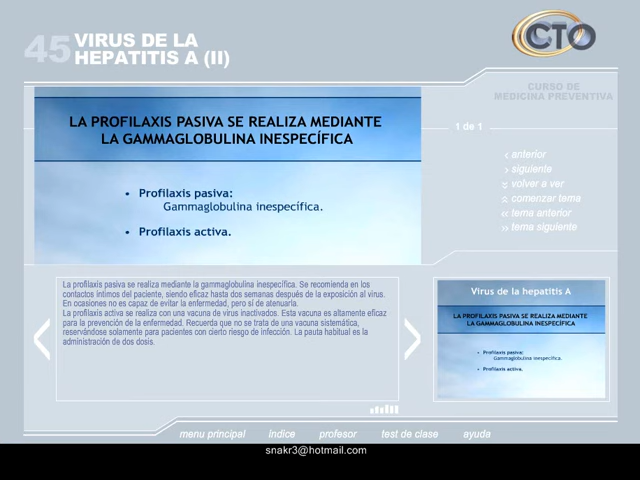 45 VIRUS DE LA
HEPATITIS A (II)
CTO
CURSO DE
MEDICINA PREVENTIVA
1 de 1
‹ anterior
› siguiente
volver a ver
comenzar tema
‹‹ tema anterior
›› tema siguiente
LA PROFILAXIS PASIVA SE REALIZA MEDIANTE
LA GAMMAGLOBULINA INESPECÍFICA
• Profilaxis pasiva:
Gammaglobulina inespecífica.
• Profilaxis activa.
La profilaxis pasiva se realiza mediante la gammaglobulina inespecífica. Se recomienda en los
contactos íntimos del paciente, siendo eficaz hasta dos semanas después de la exposición al virus.
En ocasiones no es capaz de evitar la enfermedad, pero sí de atenuarla.
La profilaxis activa se realiza con una vacuna de virus inactivados. Esta vacuna es altamente eficaz
para la prevención de la enfermedad. Recuerda que no se trata de una vacuna sistemática,
reservándose solamente para pacientes con cierto riesgo de infección. La pauta habitual es la
administración de dos dosis.
Virus de la hepatitis A
LA PROFILAXIS PASIVA SE REALIZA MEDIANTE
LA GAMMAGLOBULINA INESPECÍFICA
• Profilaxis pasiva:
Gammaglobulina inespecífica.
• Profilaxis activa.
menu principal índice profesor test de clase ayuda
snakr3@hotmail.com